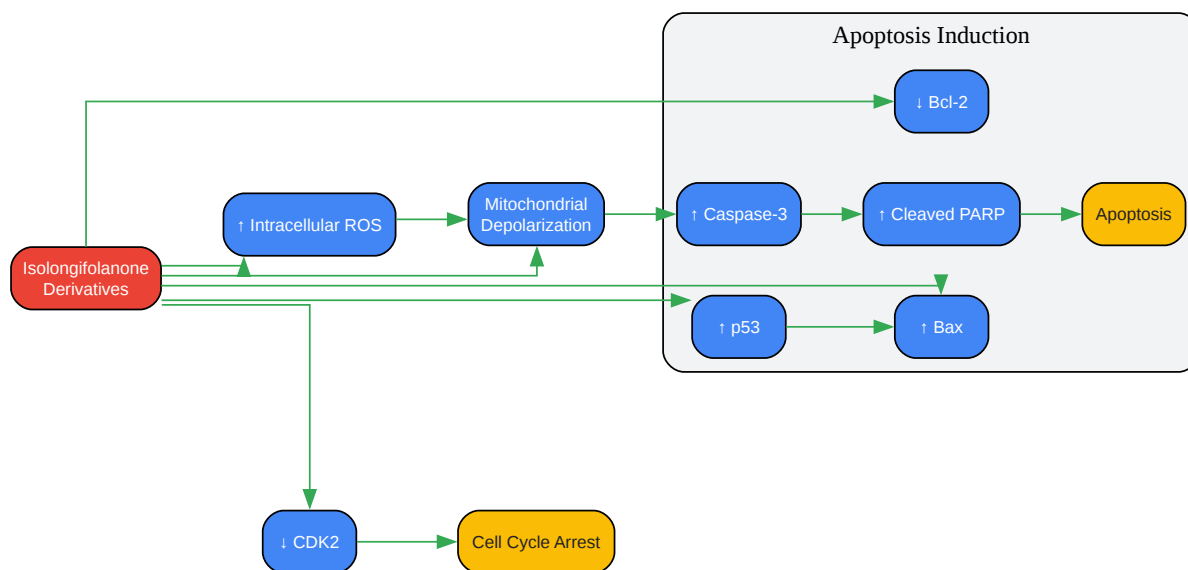 Apoptosis Induction
↓ Bcl-2
↑ Intracellular ROS
Mitochondrial
Depolarization
↑ Caspase-3
↑ Cleaved PARP
Apoptosis
Isolongifolanone
Derivatives
↑ p53
↑ Bax
↓ CDK2
Cell Cycle Arrest